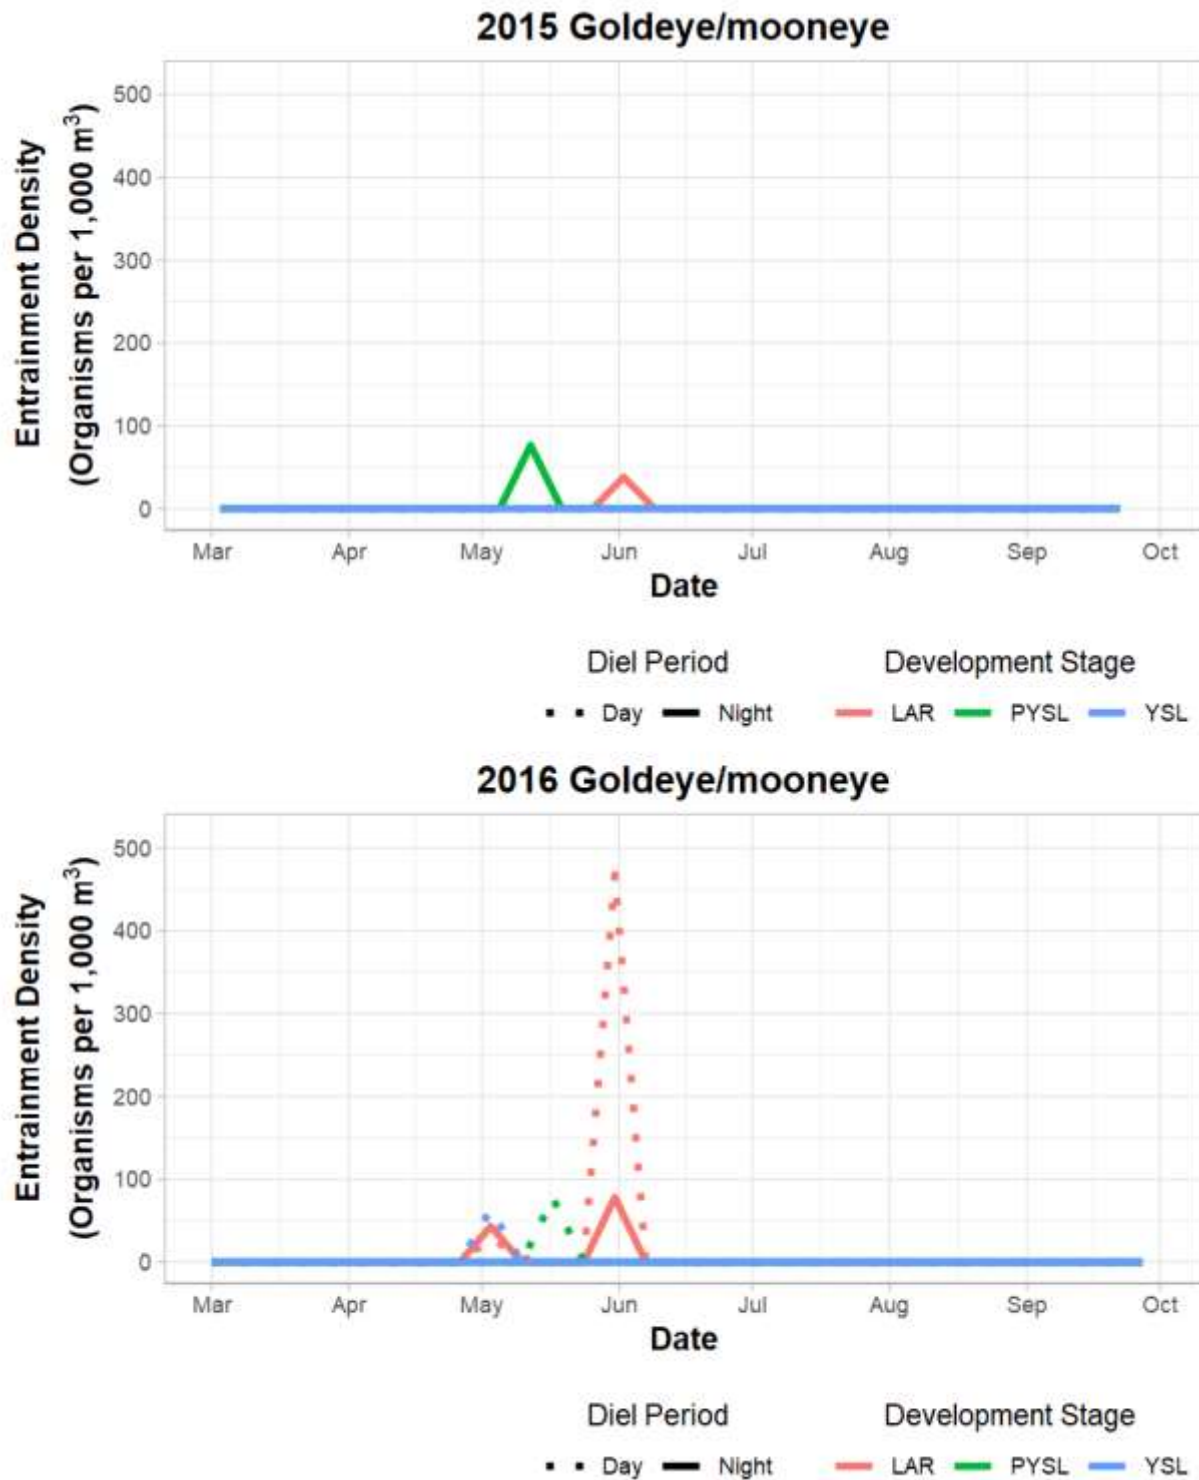 2015 Goldeye/mooneye
Entrainment Density
(Organisms per 1,000 m³)
500
400
300
200
100
0
Mar Apr May Jun Jul Aug Sep Oct
Date
Diel Period Development Stage
Day Night LAR PYSL YSL
2016 Goldeye/mooneye
Entrainment Density
(Organisms per 1,000 m³)
500
400
300
200
100
0
Mar Apr May Jun Jul Aug Sep Oct
Date
Diel Period Development Stage
Day Night LAR PYSL YSL